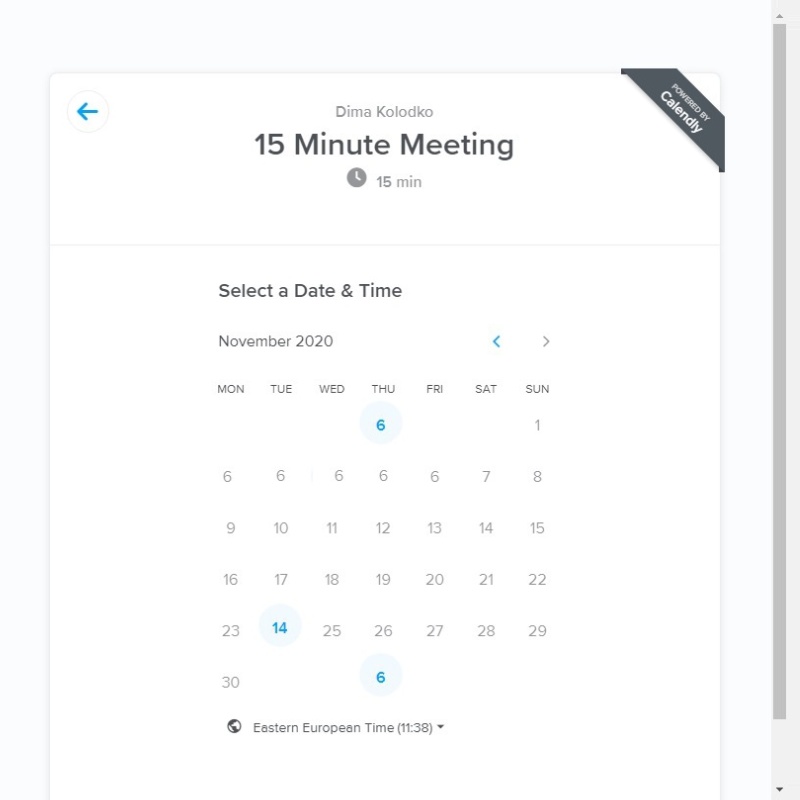 POWERED BY
Calendly
Dima Kolodko
15 Minute Meeting
15 min
Select a Date & Time
November 2020
MON TUE WED THU FRI SAT SUN
6 1
6 6 6 6 6 7 8
9 10 11 12 13 14 15
16 17 18 19 20 21 22
23 14 25 26 27 28 29
30 6
Eastern European Time (11:38)